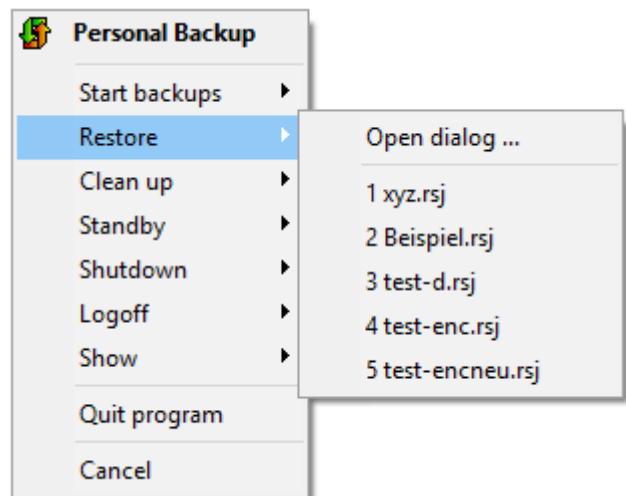 Personal Backup
Start backups
Restore
Clean up
Standby
Shutdown
Logoff
Show
Quit program
Cancel
Open dialog ...
1 xyz.rsj
2 Beispiel.rsj
3 test-d.rsj
4 test-enc.rsj
5 test-encneu.rsj